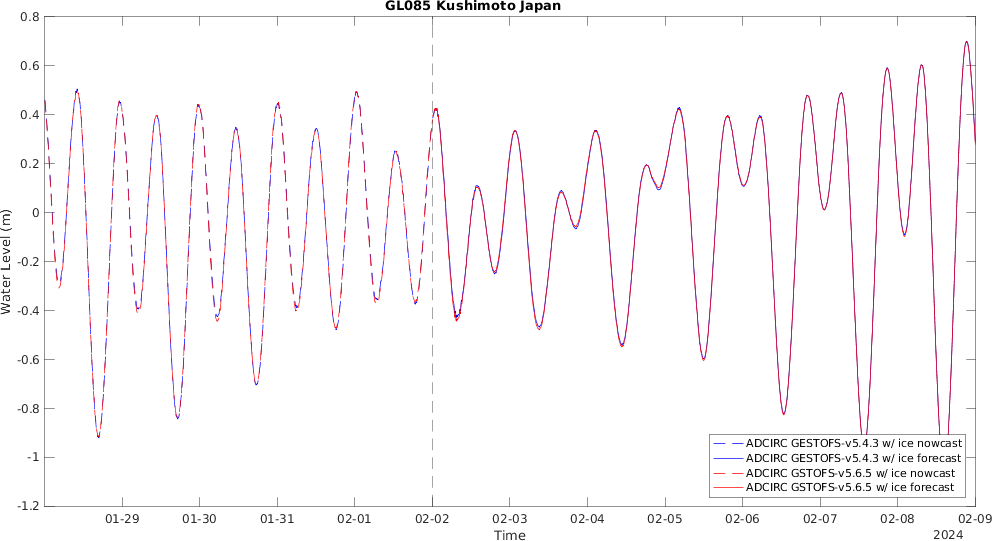 GL085 Kushimoto Japan
Water Level (m)
0.8
0.6
0.4
0.2
0
-0.2
-0.4
-0.6
-0.8
-1
-1.2
01-29 01-30 01-31 02-01 02-02 02-03 02-04 02-05 02-06 02-07 02-08 02-09
Time
2024
ADCIRC GESTOFS-v5.4.3 w/ ice nowcast
ADCIRC GESTOFS-v5.4.3 w/ ice forecast
ADCIRC GSTOFS-v5.6.5 w/ ice nowcast
ADCIRC GSTOFS-v5.6.5 w/ ice forecast